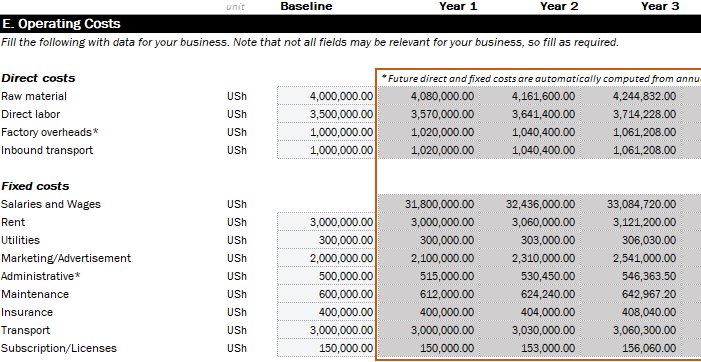 unit Baseline Year 1 Year 2 Year 3
E. Operating Costs
Fill the following with data for your business. Note that not all fields may be relevant for your business, so fill as required.
Direct costs *Future direct and fixed costs are automatically computed from annu
Raw material USh 4,000,000.00 4,080,000.00 4,161,600.00 4,244,832.00
Direct labor USh 3,500,000.00 3,570,000.00 3,641,400.00 3,714,228.00
Factory overheads* USh 1,000,000.00 1,020,000.00 1,040,400.00 1,061,208.00
Inbound transport USh 1,000,000.00 1,020,000.00 1,040,400.00 1,061,208.00
Fixed costs
Salaries and Wages USh 31,800,000.00 32,436,000.00 33,084,720.00
Rent USh 3,000,000.00 3,000,000.00 3,060,000.00 3,121,200.00
Utilities USh 300,000.00 300,000.00 303,000.00 306,030.00
Marketing/Advertisement USh 2,000,000.00 2,100,000.00 2,310,000.00 2,541,000.00
Administrative* USh 500,000.00 515,000.00 530,450.00 546,363.50
Maintenance USh 600,000.00 612,000.00 624,240.00 642,967.20
Insurance USh 400,000.00 400,000.00 404,000.00 408,040.00
Transport USh 3,000,000.00 3,000,000.00 3,030,000.00 3,060,300.00
Subscription/Licenses USh 150,000.00 150,000.00 153,000.00 156,060.00